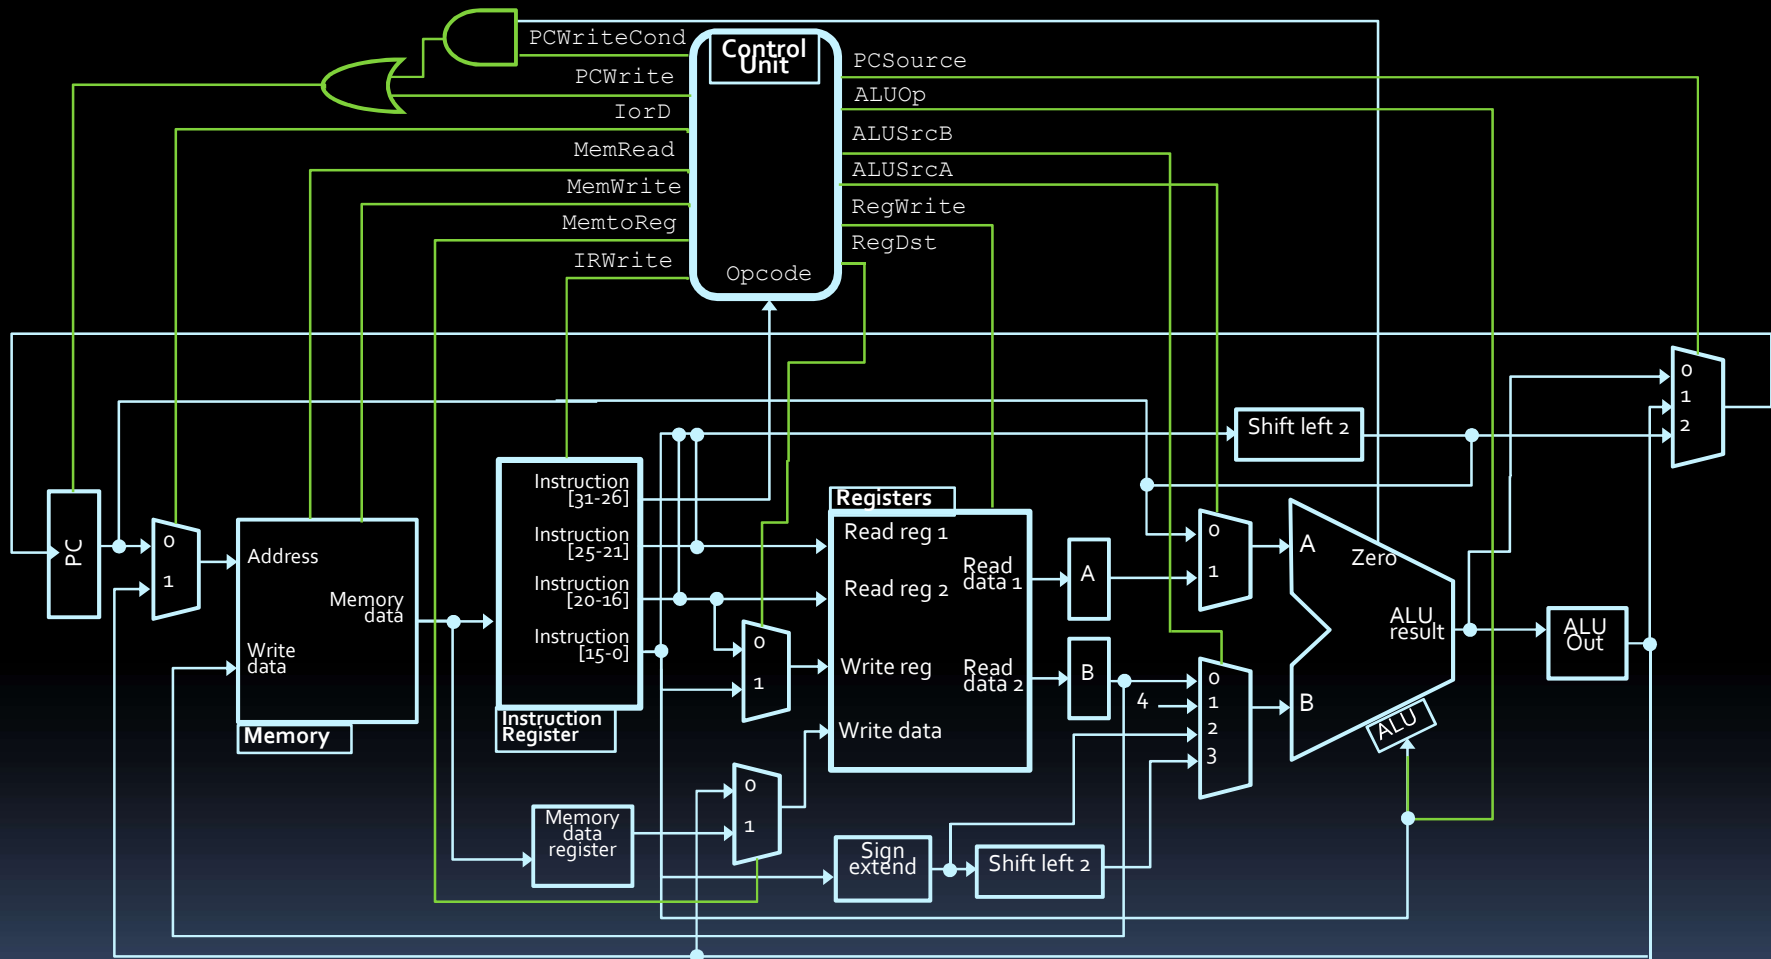 PCWriteCond
PCWrite
IorD
MemRead
MemWrite
MemtoReg
IRWrite
Control
Unit
Opcode
PCSource
ALUOp
ALUSrcB
ALUSrcA
RegWrite
RegDst
PC
0
1
Address
Memory
data
Write
data
Memory
Instruction
[31-26]
Instruction
[25-21]
Instruction
[20-16]
Instruction
[15-0]
Instruction
Register
Memory
data
register
0
1
0
1
Registers
Read reg 1
Read reg 2
Write reg
Write data
Read
data 1
Read
data 2
Sign
extend
Shift left 2
A
B
4
Shift left 2
0
1
0
1
2
3
A
B
Zero
ALU
result
ALU
ALU
Out
0
1
2